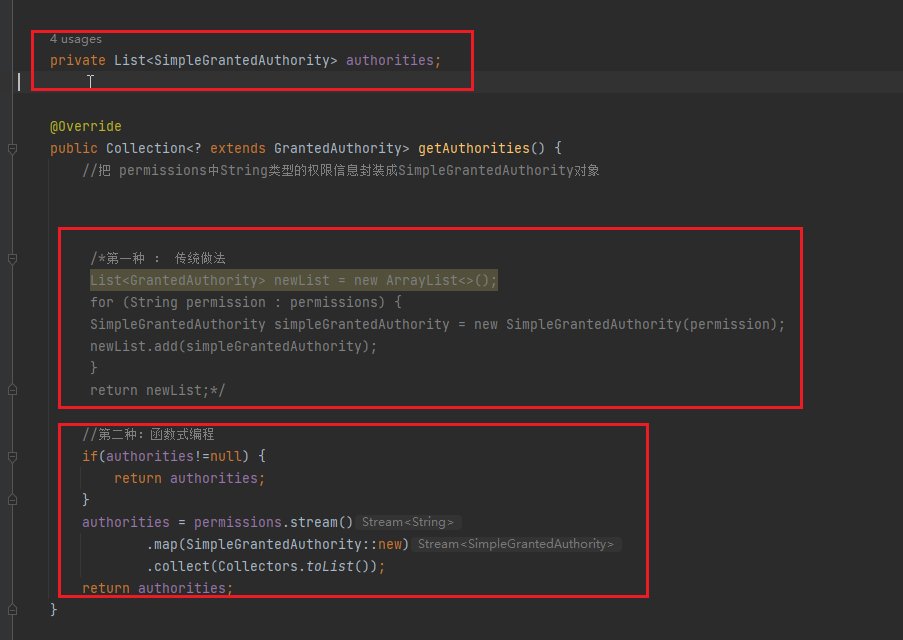 4 usages
private List<SimpleGrantedAuthority> authorities;
@Override
public Collection<? extends GrantedAuthority> getAuthorities() {
//把 permissions中String类型的权限信息封装成SimpleGrantedAuthority对象
/*第一种 : 传统做法
List<GrantedAuthority> newList = new ArrayList<>();
for (String permission : permissions) {
SimpleGrantedAuthority simpleGrantedAuthority = new SimpleGrantedAuthority(permission);
newList.add(simpleGrantedAuthority);
}
return newList;*/
//第二种：函数式编程
if(authorities!=null) {
return authorities;
}
authorities = permissions.stream() Stream<String>
.map(SimpleGrantedAuthority::new) Stream<SimpleGrantedAuthority>
.collect(Collectors.toList());
return authorities;
}